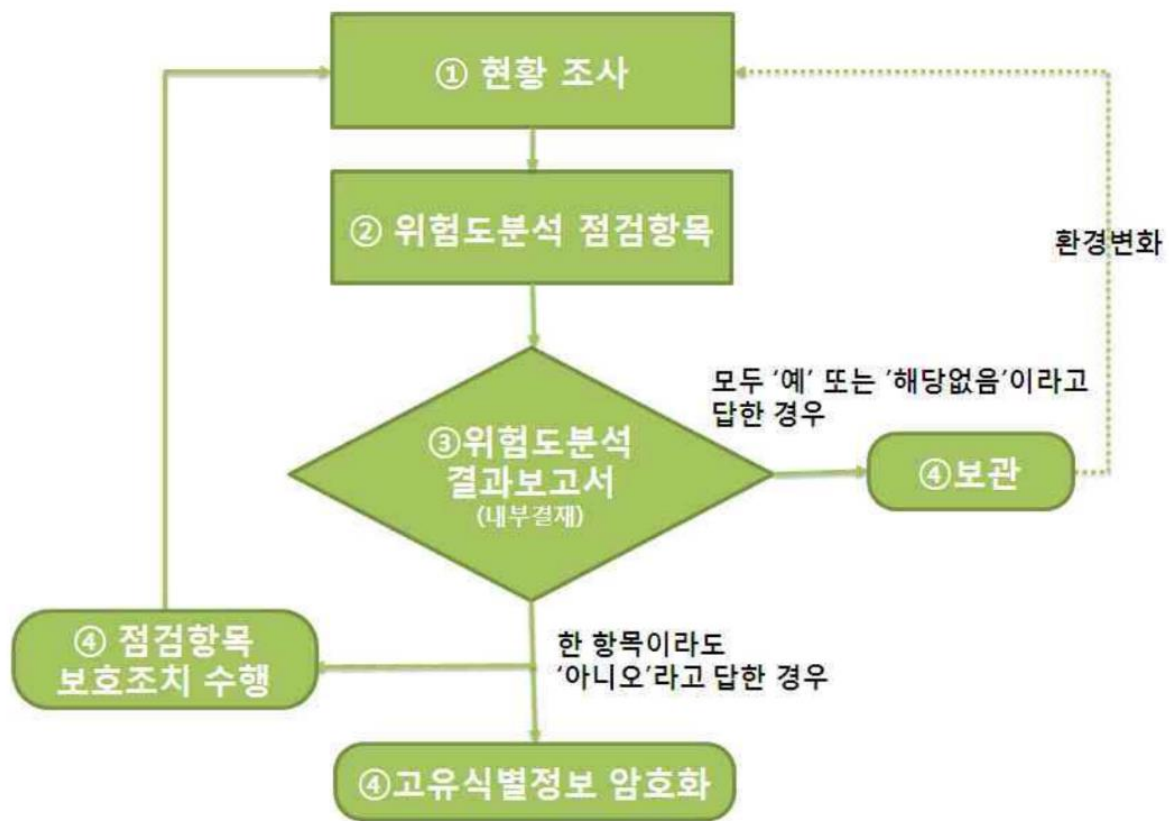 ① 현황 조사
② 위험도분석 점검항목
환경변화
모두 ‘예’ 또는 ’해당없음’이라고
답한 경우
③위험도분석
결과보고서
(내부결재)
④보관
한 항목이라도
‘아니오’라고 답한 경우
④ 점검항목
보호조치 수행
④고유식별정보 암호화